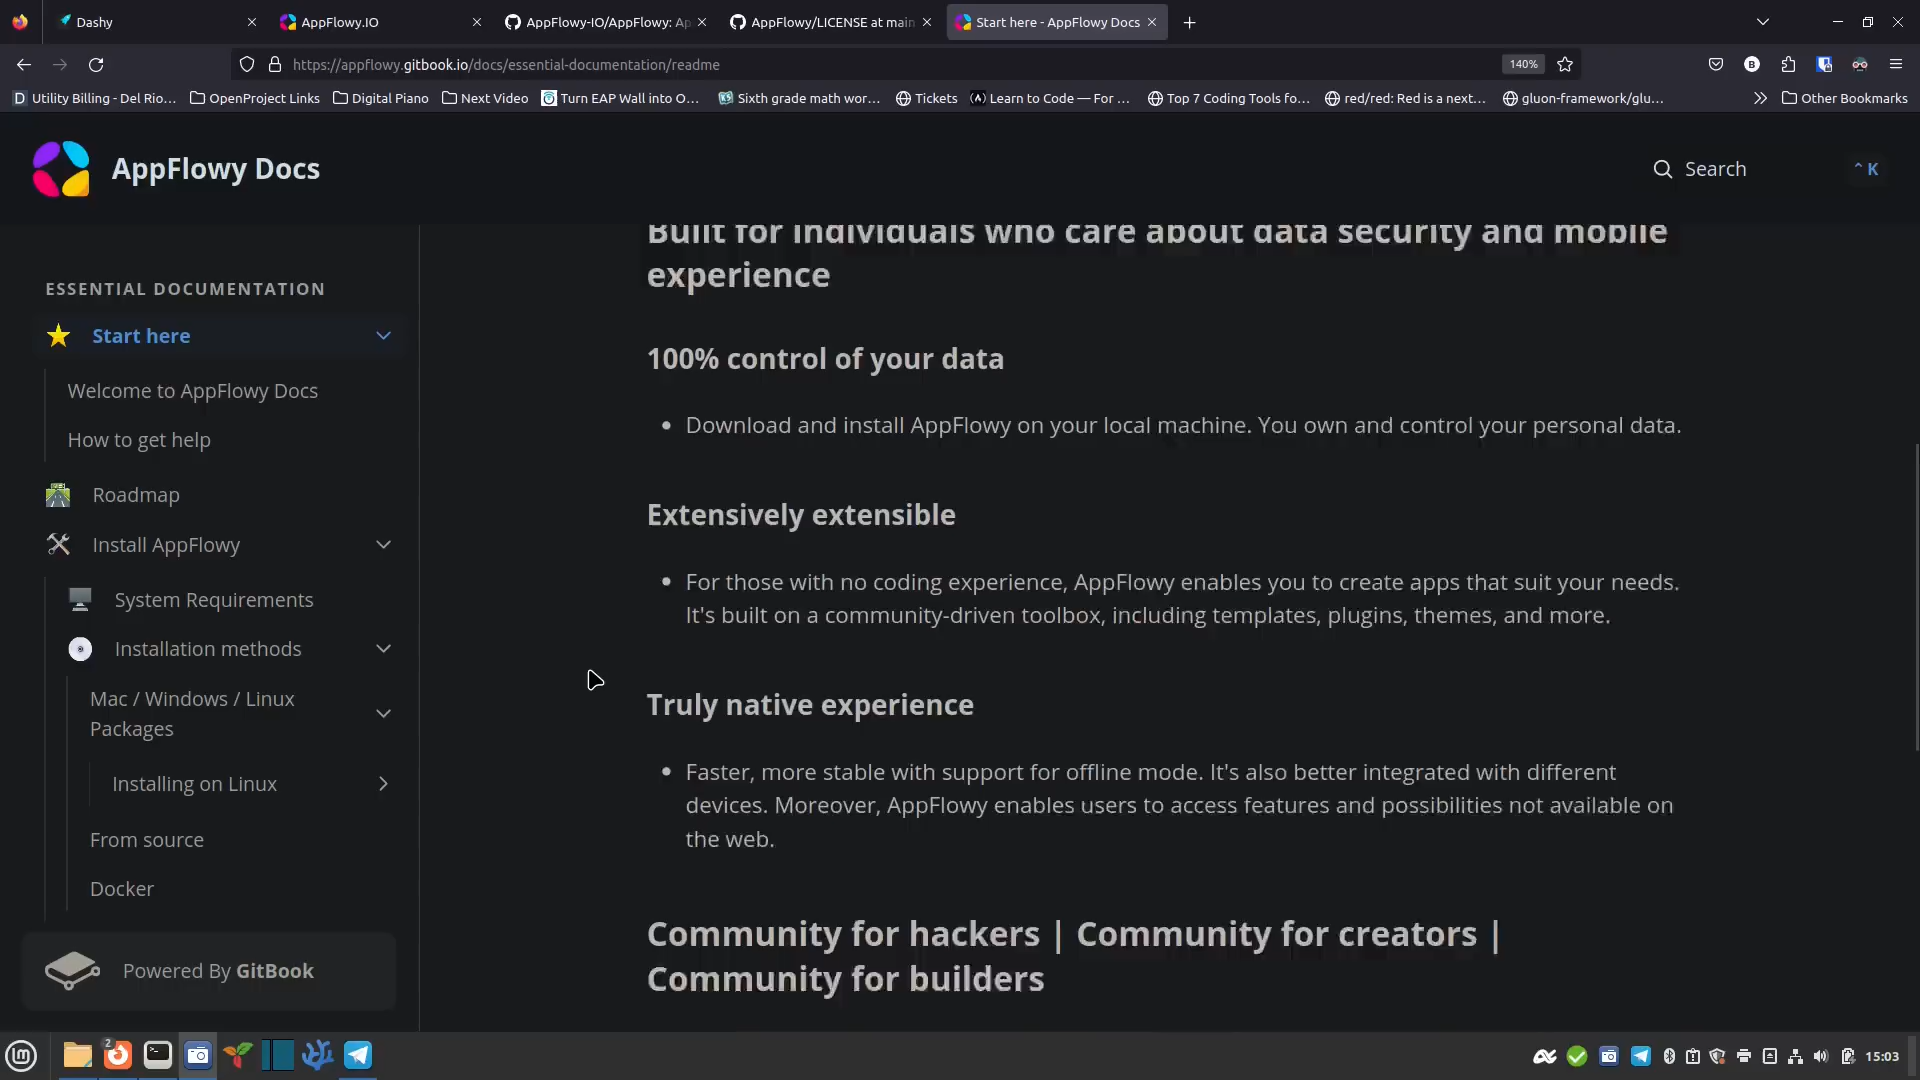 Dashy
AppFlowy.IO
AppFlowy-IO/AppFlowy: Ap
AppFlowy/LICENSE at main
Start here - AppFlowy Docs
https://appflowy.gitbook.io/docs/essential-documentation/readme
140%
Utility Billing - Del Rio…
OpenProject Links
Digital Piano
Next Video
Turn EAP Wall into O…
Sixth grade math wor…
Tickets
Learn to Code — For …
Top 7 Coding Tools fo…
red/red: Red is a next…
gluon-framework/glu…
Other Bookmarks
AppFlowy Docs
Search
⌃ K
ESSENTIAL DOCUMENTATION
Start here
Welcome to AppFlowy Docs
How to get help
Roadmap
Install AppFlowy
System Requirements
Installation methods
Mac / Windows / Linux
Packages
Installing on Linux
From source
Docker
Powered By GitBook
Built for individuals who care about data security and mobile
experience
100% control of your data
• Download and install AppFlowy on your local machine. You own and control your personal data.
Extensively extensible
• For those with no coding experience, AppFlowy enables you to create apps that suit your needs.
It's built on a community-driven toolbox, including templates, plugins, themes, and more.
Truly native experience
• Faster, more stable with support for offline mode. It's also better integrated with different
devices. Moreover, AppFlowy enables users to access features and possibilities not available on
the web.
Community for hackers | Community for creators |
Community for builders
2
15:03